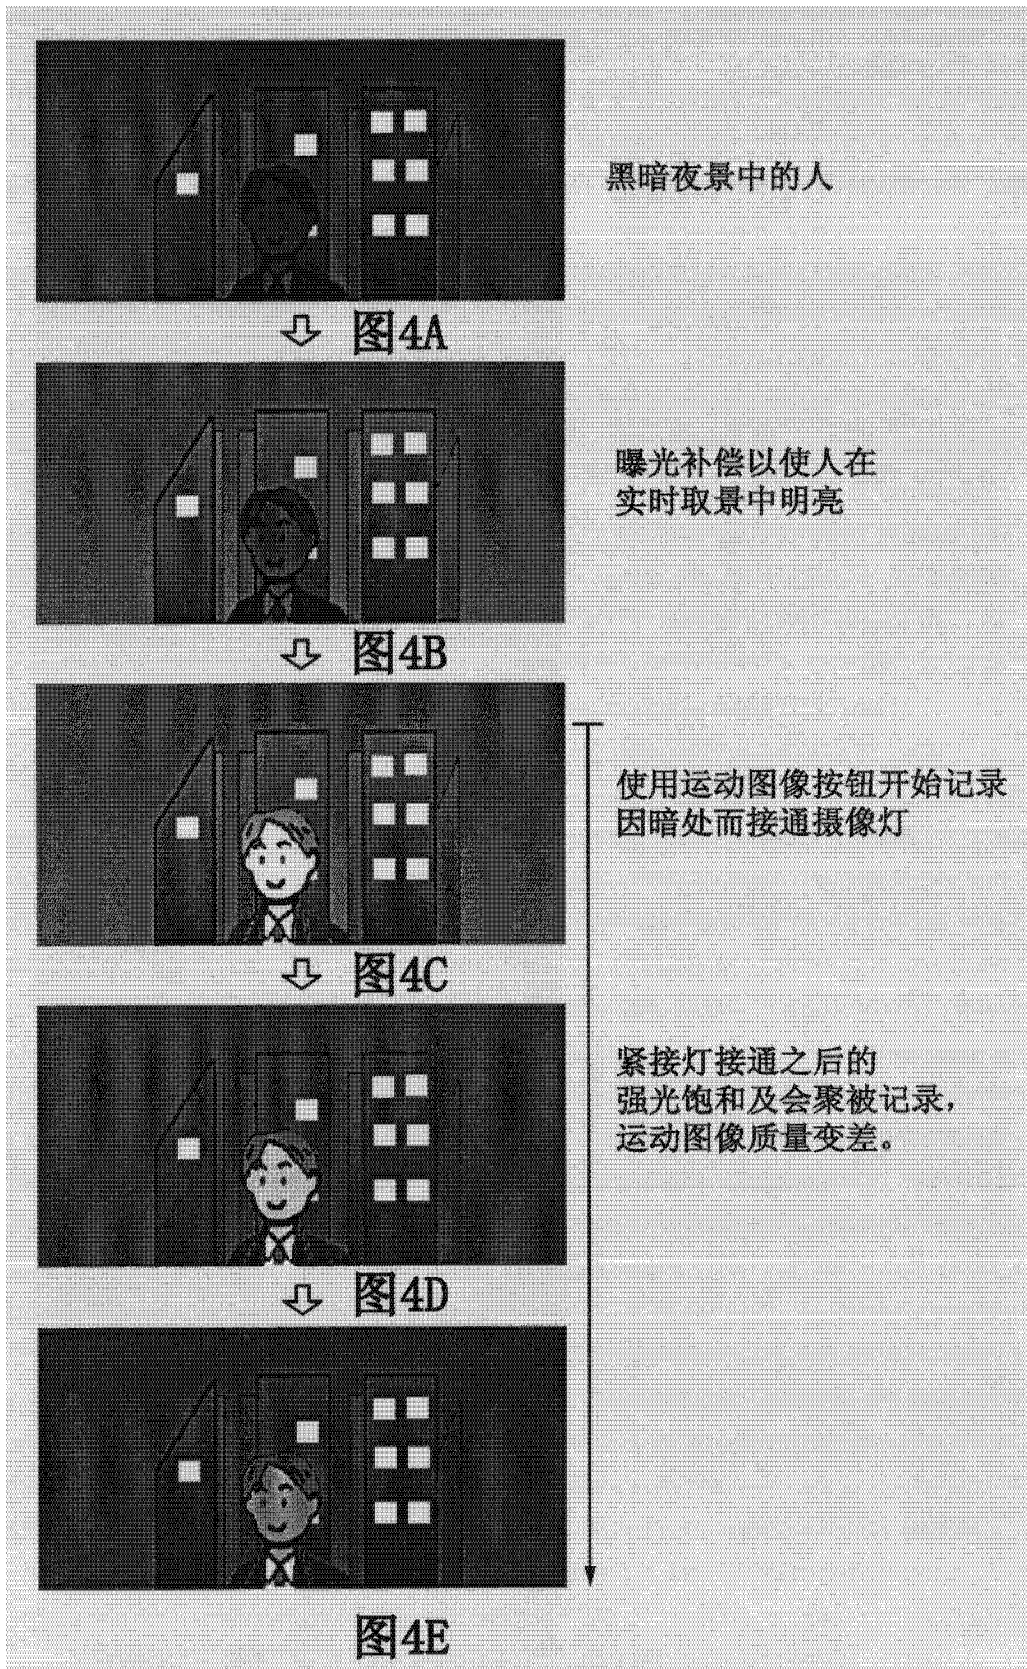 黑暗夜景中的人
图4A
曝光补偿以使人在
实时取景中明亮
图4B
使用运动图像按钮开始记录
因暗处而接通摄像灯
图4C
紧接灯接通之后的
强光饱和及会聚被记录，
运动图像质量变差。
图4D
图4E